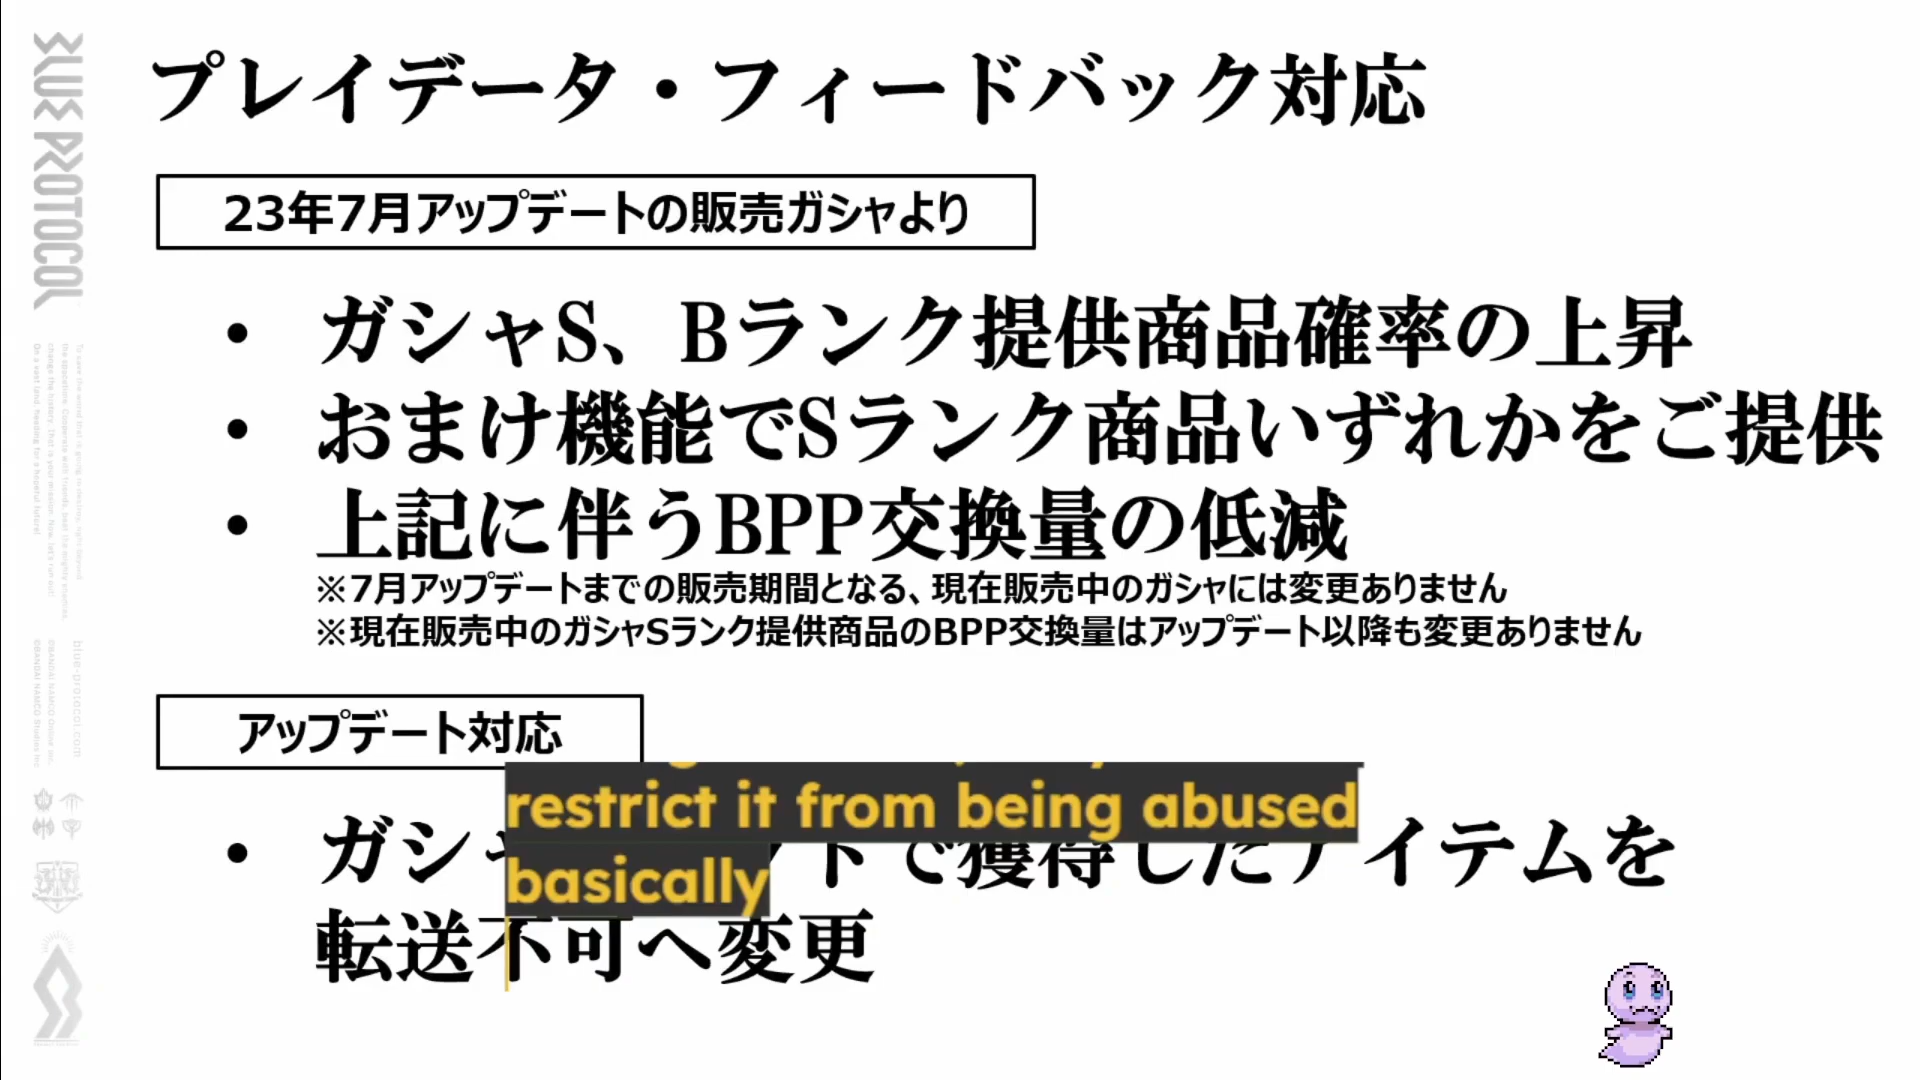 プレイデータ・フィードバック対応
23年7月アップデートの販売ガシャより
• ガシャS、Bランク提供商品確率の上昇
• おまけ機能でSランク商品いずれかをご提供
• 上記に伴うBPP交換量の低減
※7月アップデートまでの販売期間となる、現在販売中のガシャには変更ありません
※現在販売中のガシャSランク提供商品のBPP交換量はアップデート以降も変更ありません
アップデート対応
restrict it from being abused
basically
• ガシャ トで獲得したアイテムを
転送不可へ変更
BLUE PROTOCOL
blue-protocol.com